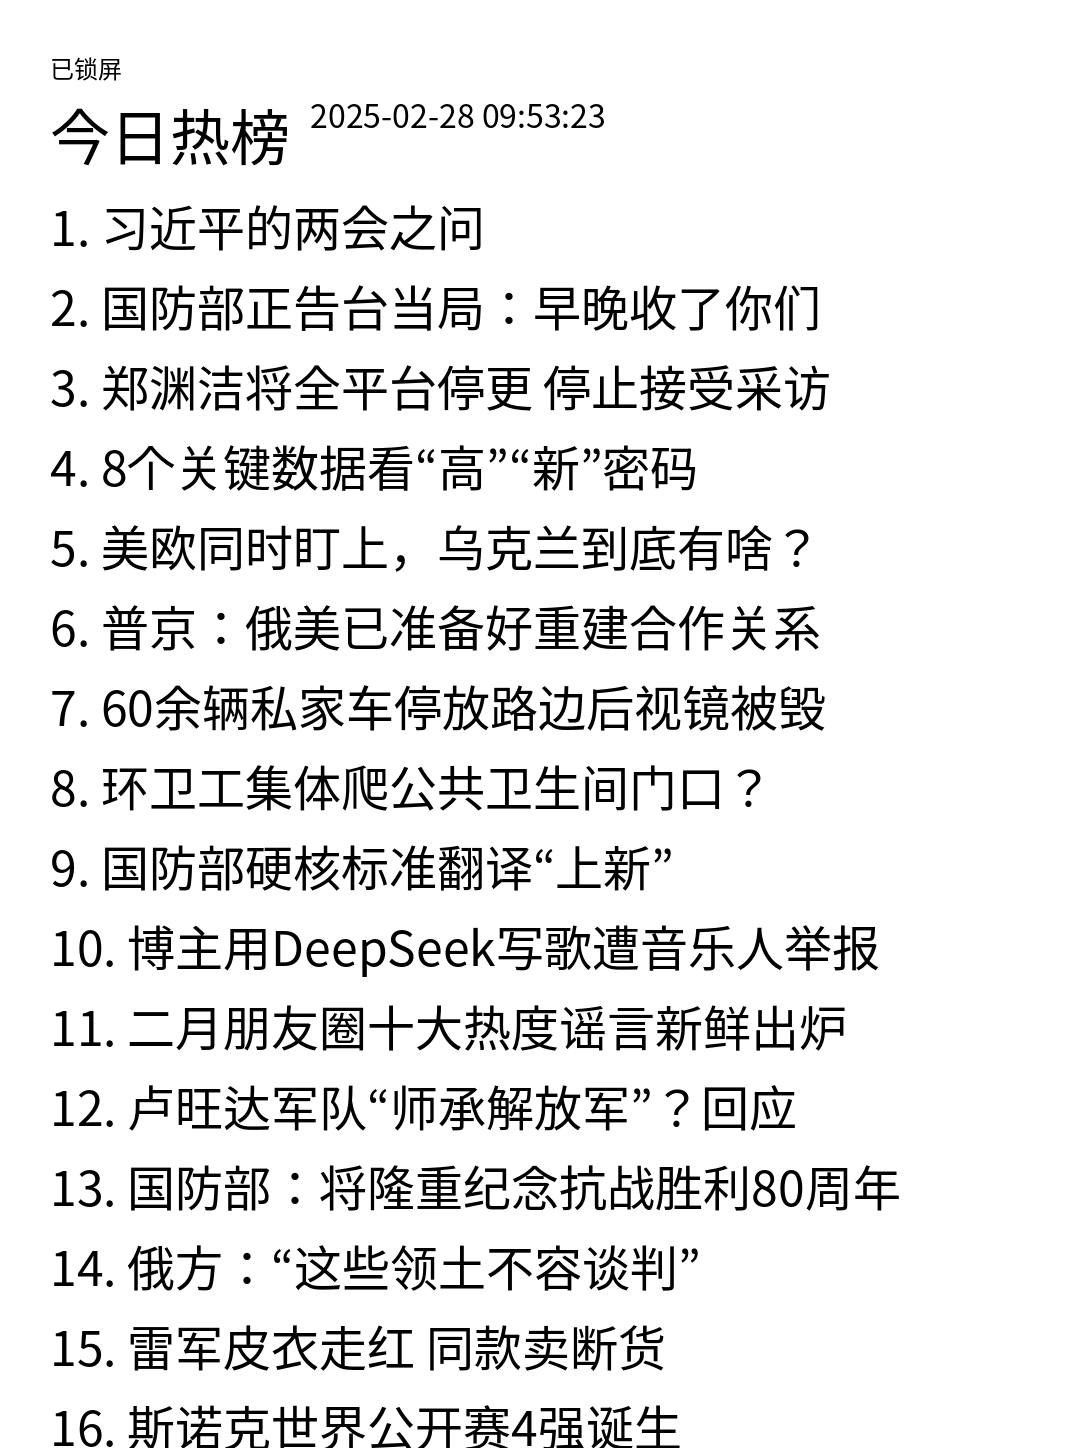 已锁屏
今日热榜 2025-02-28 09:53:23
1. 习近平的两会之问
2. 国防部正告台当局：早晚收了你们
3. 郑渊洁将全平台停更 停止接受采访
4. 8个关键数据看“高”“新”密码
5. 美欧同时盯上，乌克兰到底有啥？
6. 普京：俄美已准备好重建合作关系
7. 60余辆私家车停放路边后视镜被毁
8. 环卫工集体爬公共卫生间门口？
9. 国防部硬核标准翻译“上新”
10. 博主用DeepSeek写歌遭音乐人举报
11. 二月朋友圈十大热度谣言新鲜出炉
12. 卢旺达军队“师承解放军”？回应
13. 国防部：将隆重纪念抗战胜利80周年
14. 俄方：“这些领土不容谈判”
15. 雷军皮衣走红 同款卖断货
16. 斯诺克世界公开赛4强诞生